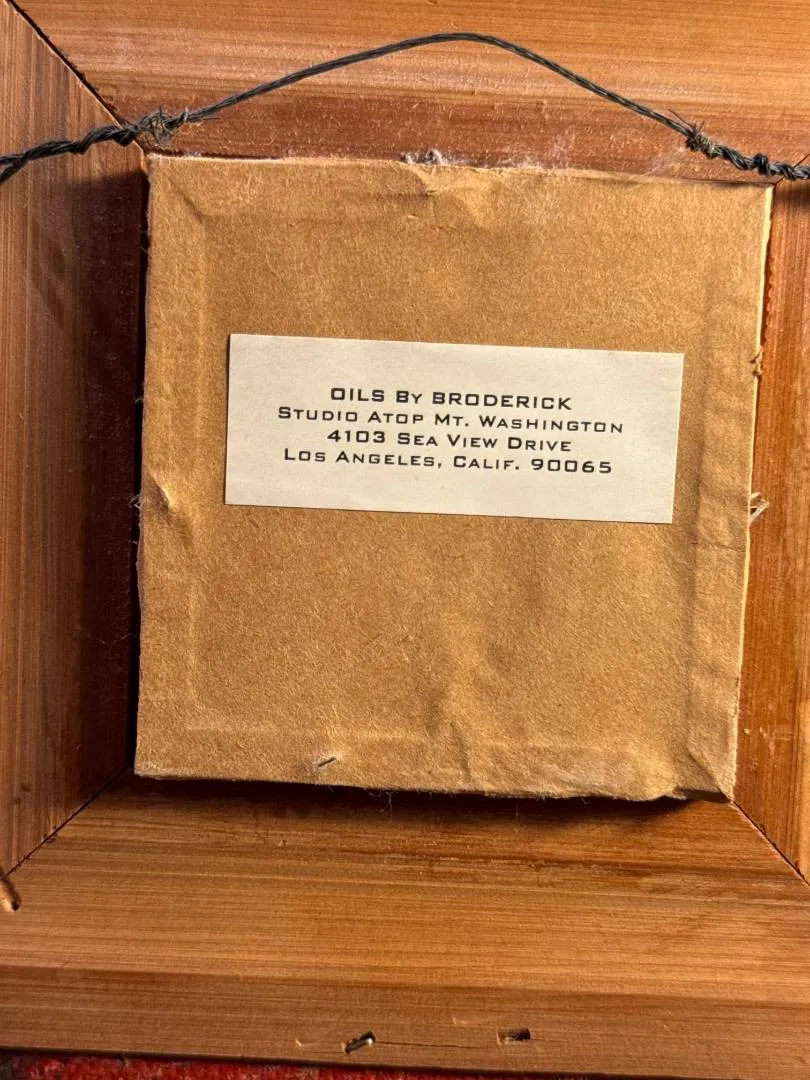 OILS By BRODERICK
Studio Atop Mt. Washington
4103 Sea View Drive
Los Angeles, Calif. 90065